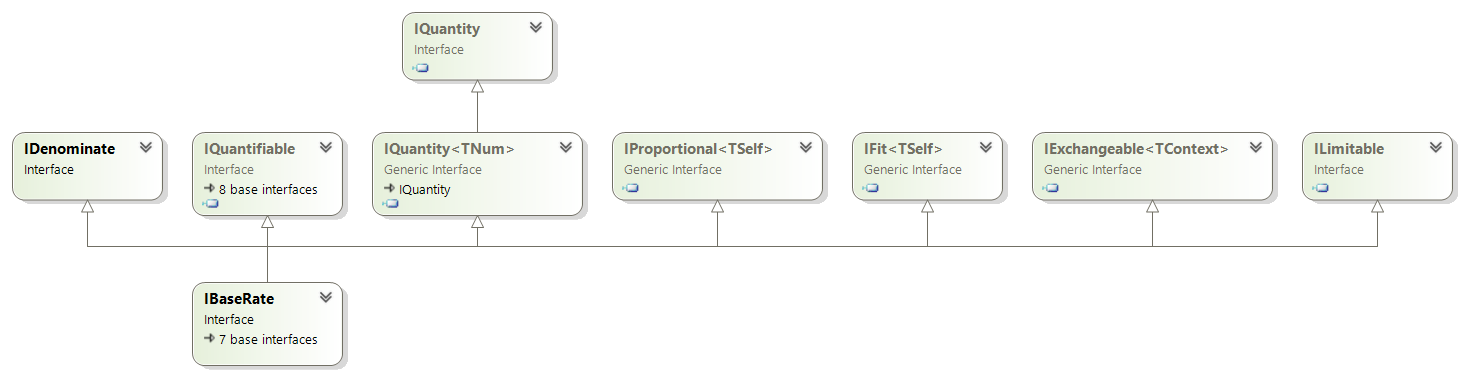 IQuantity
Interface
IDenominate
Interface
IQuantifiable
Interface
8 base interfaces
IQuantity<TNum>
Generic Interface
IQuantity
IProportional<TSelf>
Generic Interface
IFit<TSelf>
Generic Interface
IExchangeable<TContext>
Generic Interface
ILimitable
Interface
IBaseRate
Interface
7 base interfaces